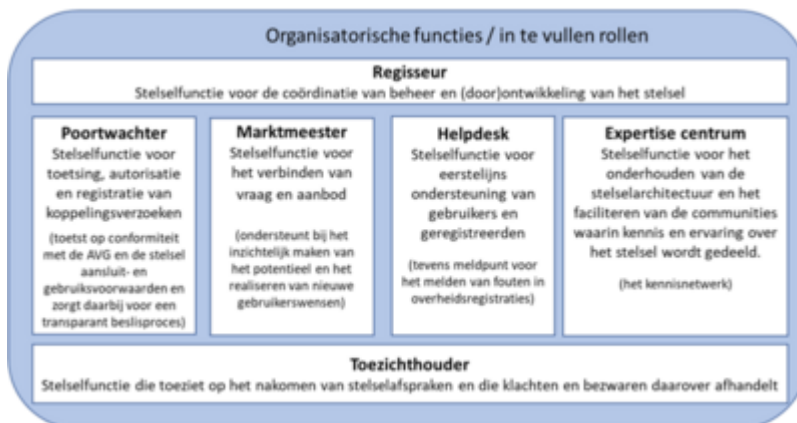 Organisatorische functies / in te vullen rollen
Regisseur
Stelselfunctie voor de coördinatie van beheer en (door)ontwikkeling van het stelsel
Poortwachter
Stelselfunctie voor
toetsing, autorisatie
en registratie van
koppelingsverzoeken
(toetst op conformiteit
met de AVG en de stelsel
aansluit- en
gebruiksvoorwaarden en
zorgt daarbij voor een
transparant beslisproces)
Marktmeester
Stelselfunctie voor
het verbinden van
vraag en aanbod
(ondersteunt bij het
inzichtelijk maken van
het potentieel en het
realiseren van nieuwe
gebruikerswensen)
Helpdesk
Stelselfunctie voor
eerstelijns
ondersteuning van
gebruikers en
geregistreerden
(tevens meldpunt voor
het melden van fouten in
overheidsregistraties)
Expertise centrum
Stelselfunctie voor het
onderhouden van de
stelselarchitectuur en het
faciliteren van de communities
waarin kennis en ervaring over
het stelsel wordt gedeeld.
(het kennisnetwerk)
Toezichthouder
Stelselfunctie die toeziet op het nakomen van stelselafspraken en die klachten en bezwaren daarover afhandelt